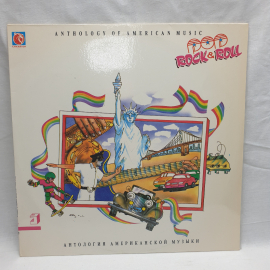 ANTHOLOGY OF AMERICAN MUSIC
POP
ROCK & ROLL
АНТОЛОГИЯ АМЕРИКАНСКОЙ МУЗЫКИ